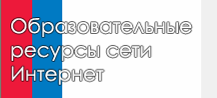 Образовательные
ресурсы сети
Интернет